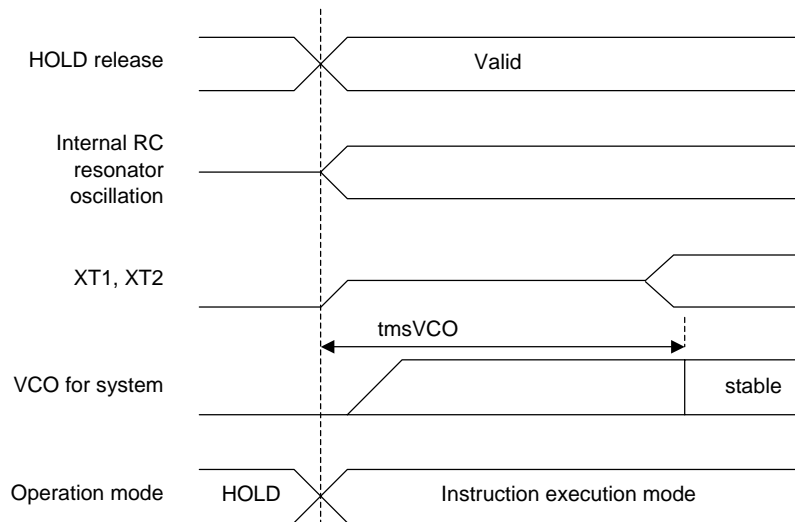 HOLD release
Valid
Internal RC
resonator
oscillation
XT1, XT2
tmsVCO
VCO for system
stable
Operation mode
HOLD
Instruction execution mode